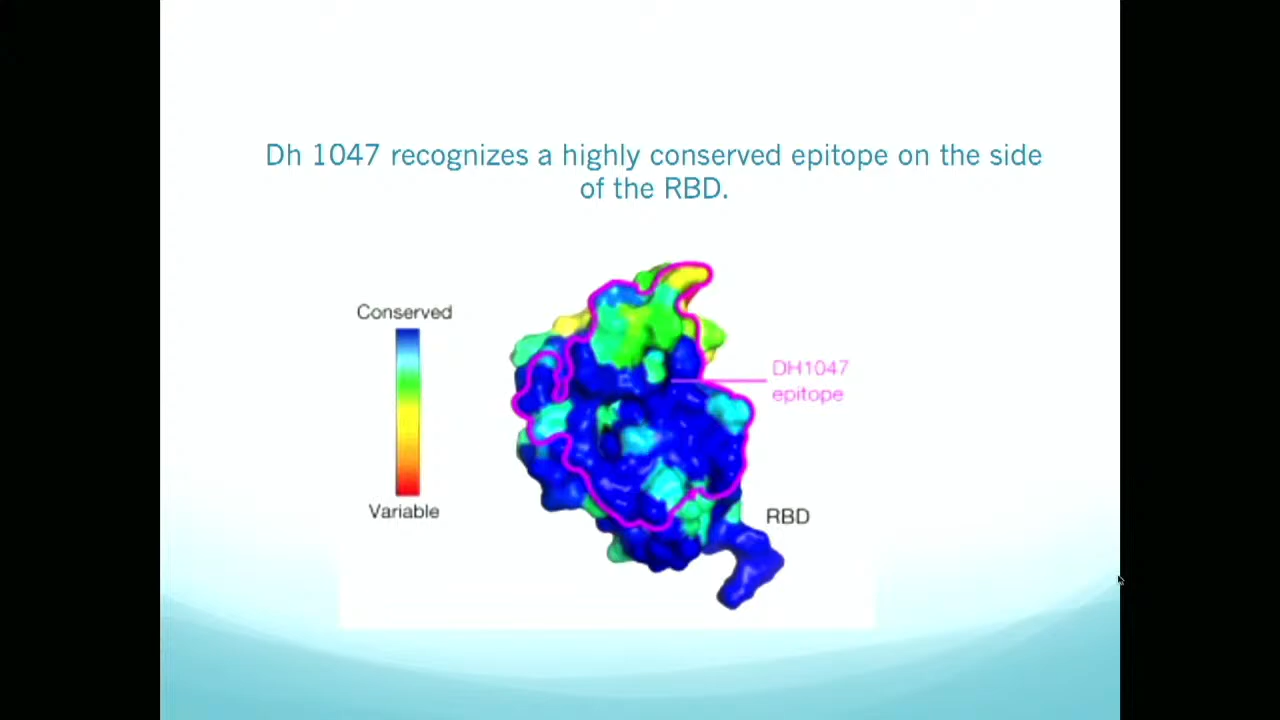 Dh 1047 recognizes a highly conserved epitope on the side
of the RBD.
Conserved
DH1047
epitope
Variable
RBD